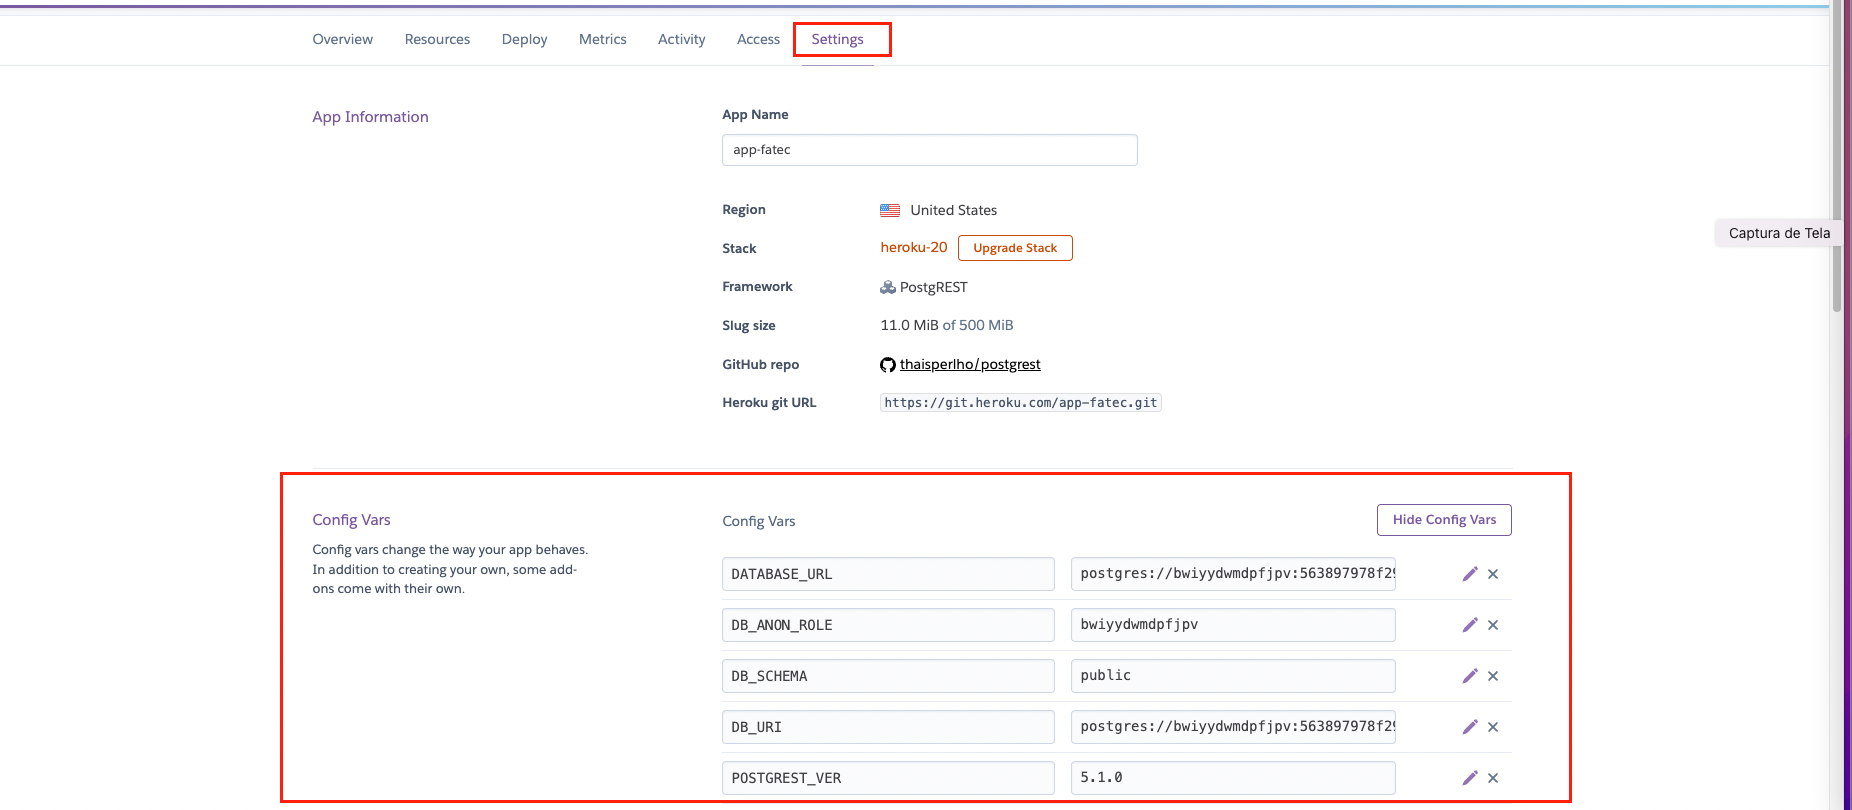 Overview Resources Deploy Metrics Activity Access Settings
App Information
App Name
app-fatec
Region United States
Stack heroku-20 Upgrade Stack
Framework PostgREST
Slug size 11.0 MiB of 500 MiB
GitHub repo thaisperlho/postgrest
Heroku git URL https://git.heroku.com/app-fatec.git
Captura de Tela
Config Vars
Config vars change the way your app behaves.
In addition to creating your own, some add-
ons come with their own.
Config Vars Hide Config Vars
DATABASE_URL postgres://bwiyydwmdpfjpv:563897978f29
DB_ANON_ROLE bwiyydwmdpfjpv
DB_SCHEMA public
DB_URI postgres://bwiyydwmdpfjpv:563897978f29
POSTGREST_VER 5.1.0